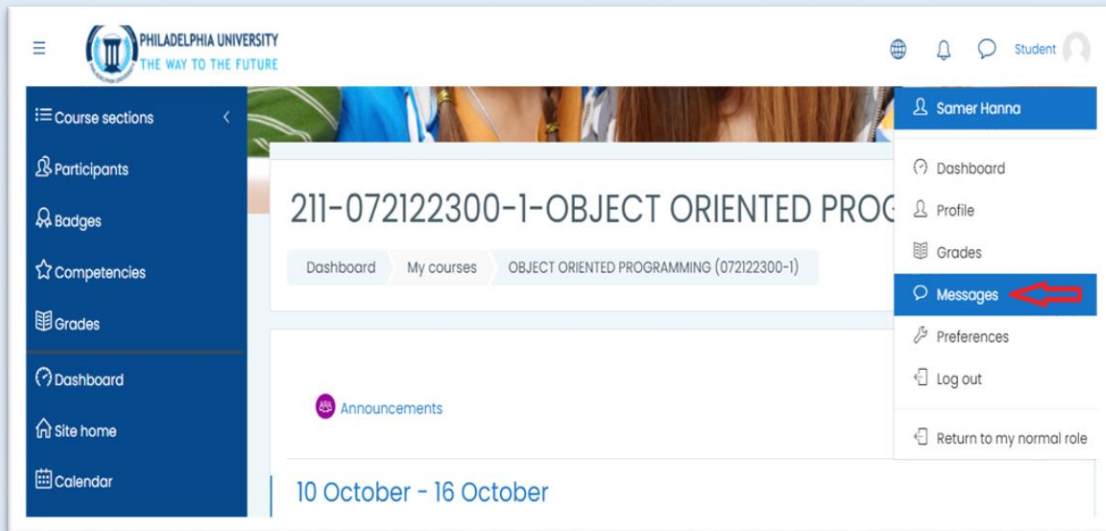 PHILADELPHIA UNIVERSITY
THE WAY TO THE FUTURE
Student
Course sections
Participants
Badges
Competencies
Grades
Dashboard
Site home
Calendar
211-072122300-1-OBJECT ORIENTED PROG
Dashboard My courses OBJECT ORIENTED PROGRAMMING (072122300-1)
Announcements
10 October - 16 October
Samer Hanna
Dashboard
Profile
Grades
Messages
Preferences
Log out
Return to my normal role